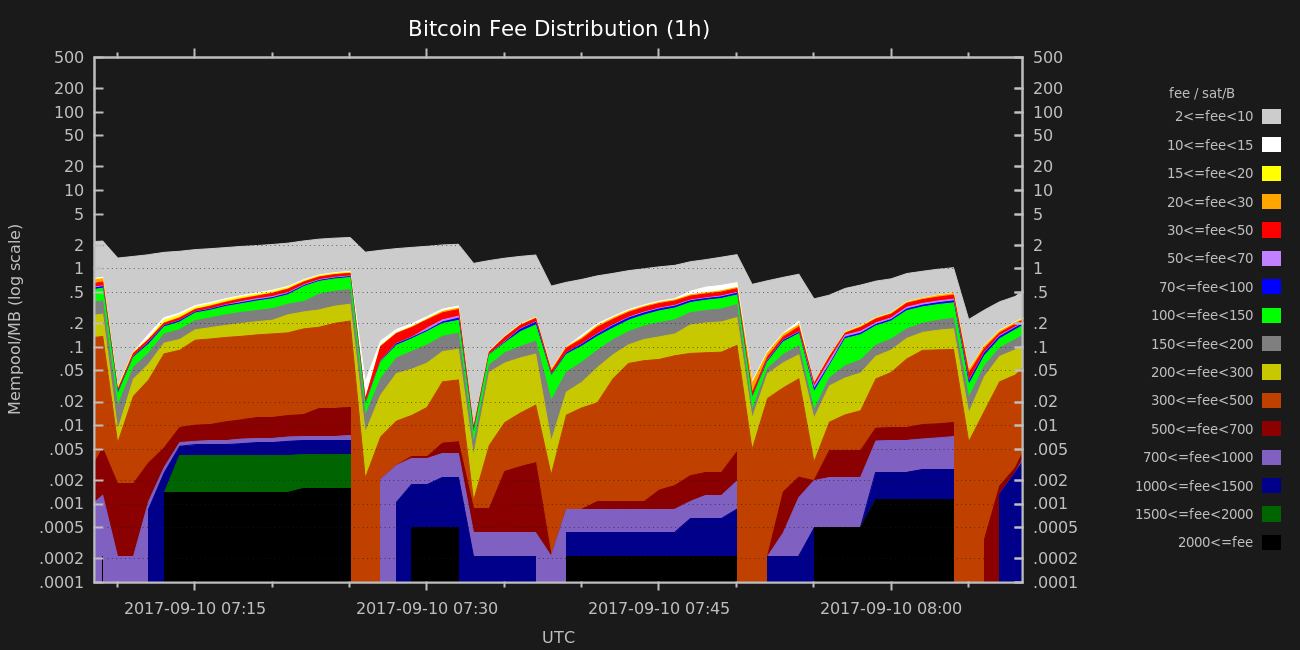 Bitcoin Fee Distribution (1h)
500
200
100
50
20
10
5
2
1
.5
.2
.1
.05
.02
.01
.005
.002
.001
.0005
.0002
.0001
Mempool/MB (log scale)
500
200
100
50
20
10
5
2
1
.5
.2
.1
.05
.02
.01
.005
.002
.001
.0005
.0002
.0001
fee / sat/B
2<=fee<10
10<=fee<15
15<=fee<20
20<=fee<30
30<=fee<50
50<=fee<70
70<=fee<100
100<=fee<150
150<=fee<200
200<=fee<300
300<=fee<500
500<=fee<700
700<=fee<1000
1000<=fee<1500
1500<=fee<2000
2000<=fee
2017-09-10 07:15 2017-09-10 07:30 2017-09-10 07:45 2017-09-10 08:00
UTC